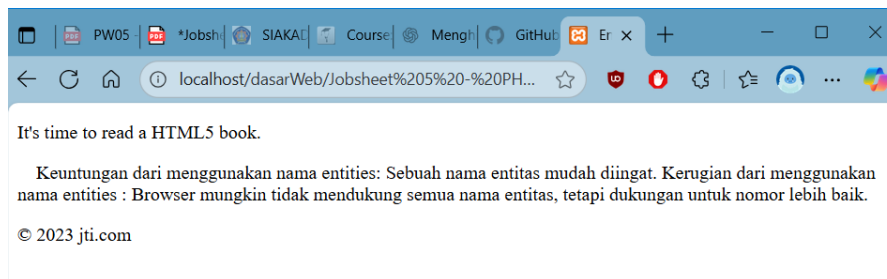 PW05 -
*Jobshe
SIAKAD
Course
Mengh
GitHub
Er
localhost/dasarWeb/Jobsheet%205%20-%20PH...
It's time to read a HTML5 book.
Keuntungan dari menggunakan nama entities: Sebuah nama entitas mudah diingat. Kerugian dari menggunakan
nama entities : Browser mungkin tidak mendukung semua nama entitas, tetapi dukungan untuk nomor lebih baik.
© 2023 jti.com